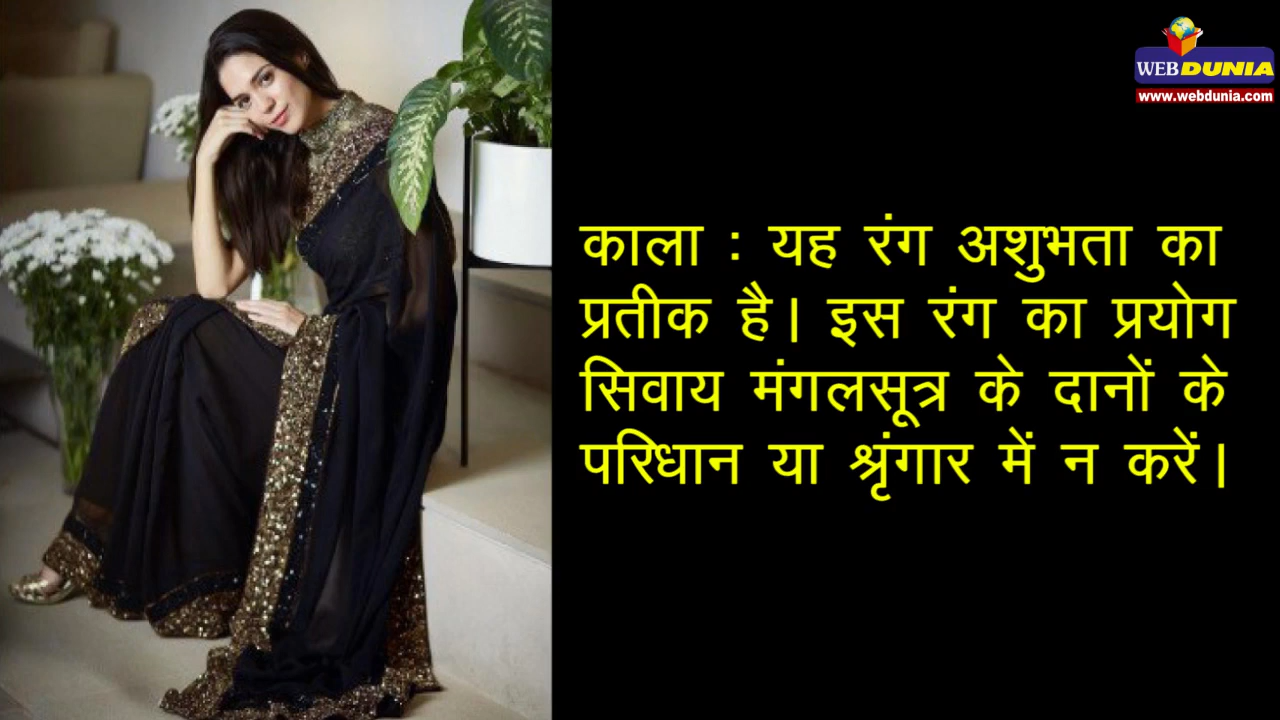 WEBDUNIA
www.webdunia.com
काला : यह रंग अशुभता का
प्रतीक है। इस रंग का प्रयोग
सिवाय मंगलसूत्र के दानों के
परिधान या श्रृंगार में न करें।